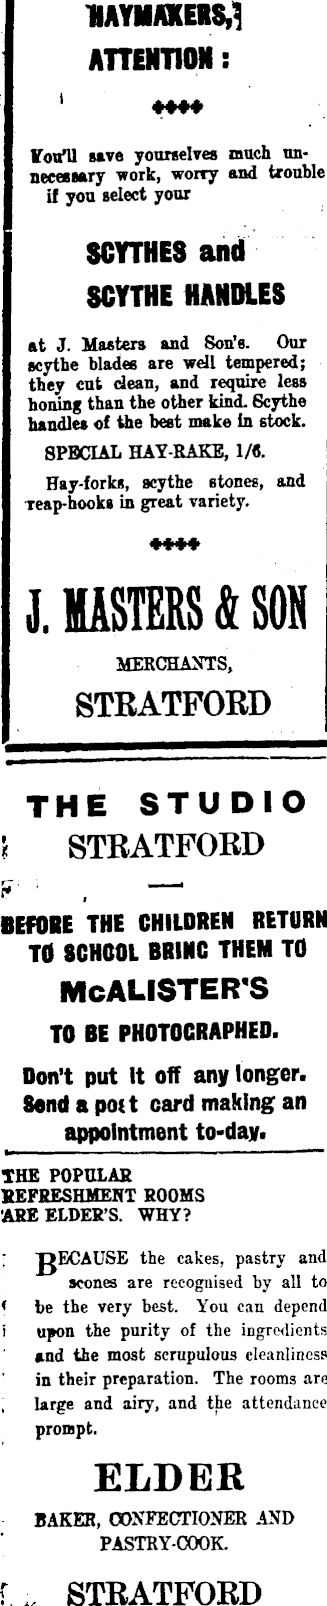 HAYMAKERS,
ATTENTION :
You'll save yourselves much un-
necessary work, worry and trouble
if you select your
SCYTHES and
SCYTHE HANDLES
at J. Masters and Son's. Our
scythe blades are well tempered;
they cut clean, and require less
honing than the other kind. Scythe
handles of the best make in stock.
SPECIAL HAY-RAKE, 1/6.
Hay-forks, scythe stones, and
reap-hooks in great variety.
J. MASTERS & SON
MERCHANTS,
STRATFORD
THE STUDIO
STRATFORD
BEFORE THE CHILDREN RETURN
TO SCHOOL BRING THEM TO
McALISTER'S
TO BE PHOTOGRAPHED.
Don't put it off any longer.
Send a post card making an
appointment to-day.
THE POPULAR
REFRESHMENT ROOMS
ARE ELDER'S. WHY?
BECAUSE the cakes, pastry and
scones are recognised by all to
be the very best. You can depend
upon the purity of the ingredients
and the most scrupulous cleanliness
in their preparation. The rooms are
large and airy, and the attendance
prompt.
ELDER
BAKER, CONFECTIONER AND
PASTRY-COOK.
STRATFORD